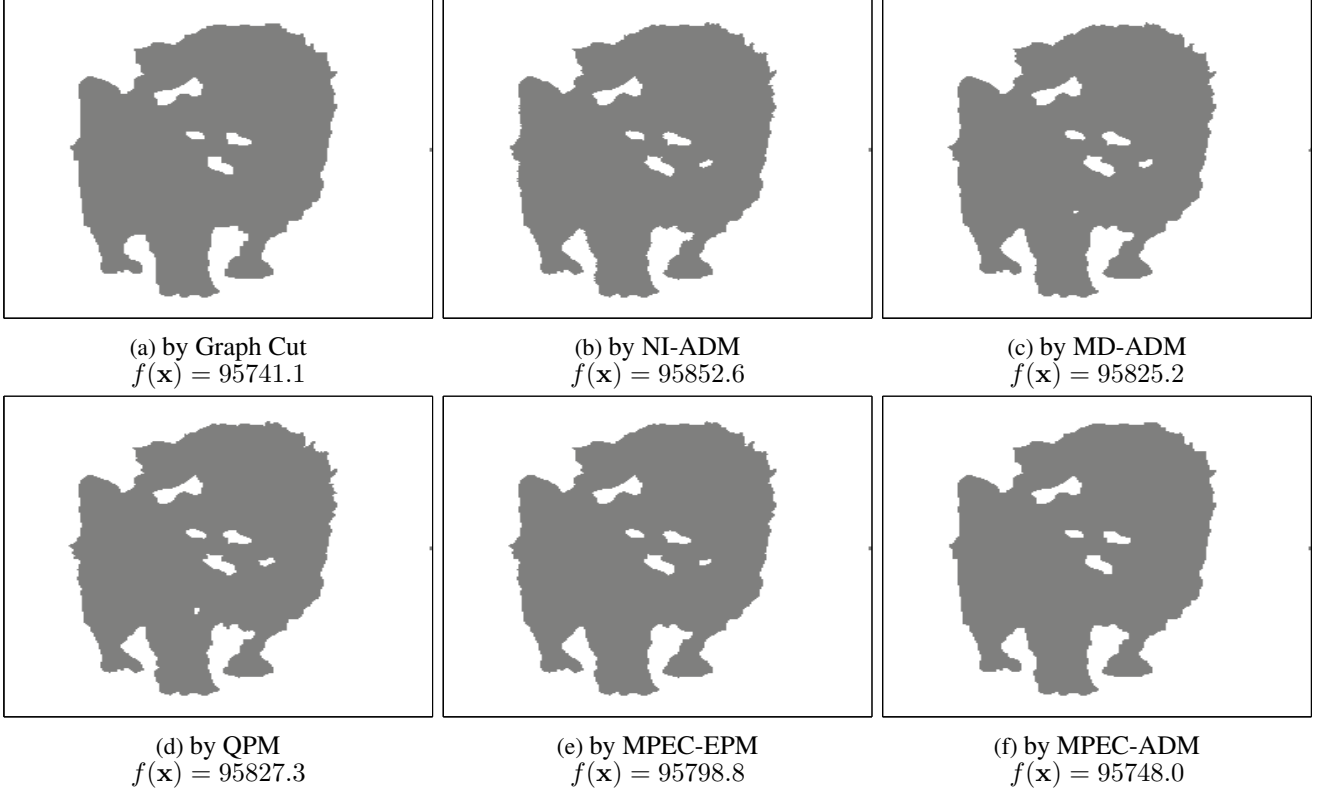 (a) by Graph Cut
f(x) = 95741.1
(b) by NI-ADM
f(x) = 95852.6
(c) by MD-ADM
f(x) = 95825.2
(d) by QPM
f(x) = 95827.3
(e) by MPEC-EPM
f(x) = 95798.8
(f) by MPEC-ADM
f(x) = 95748.0